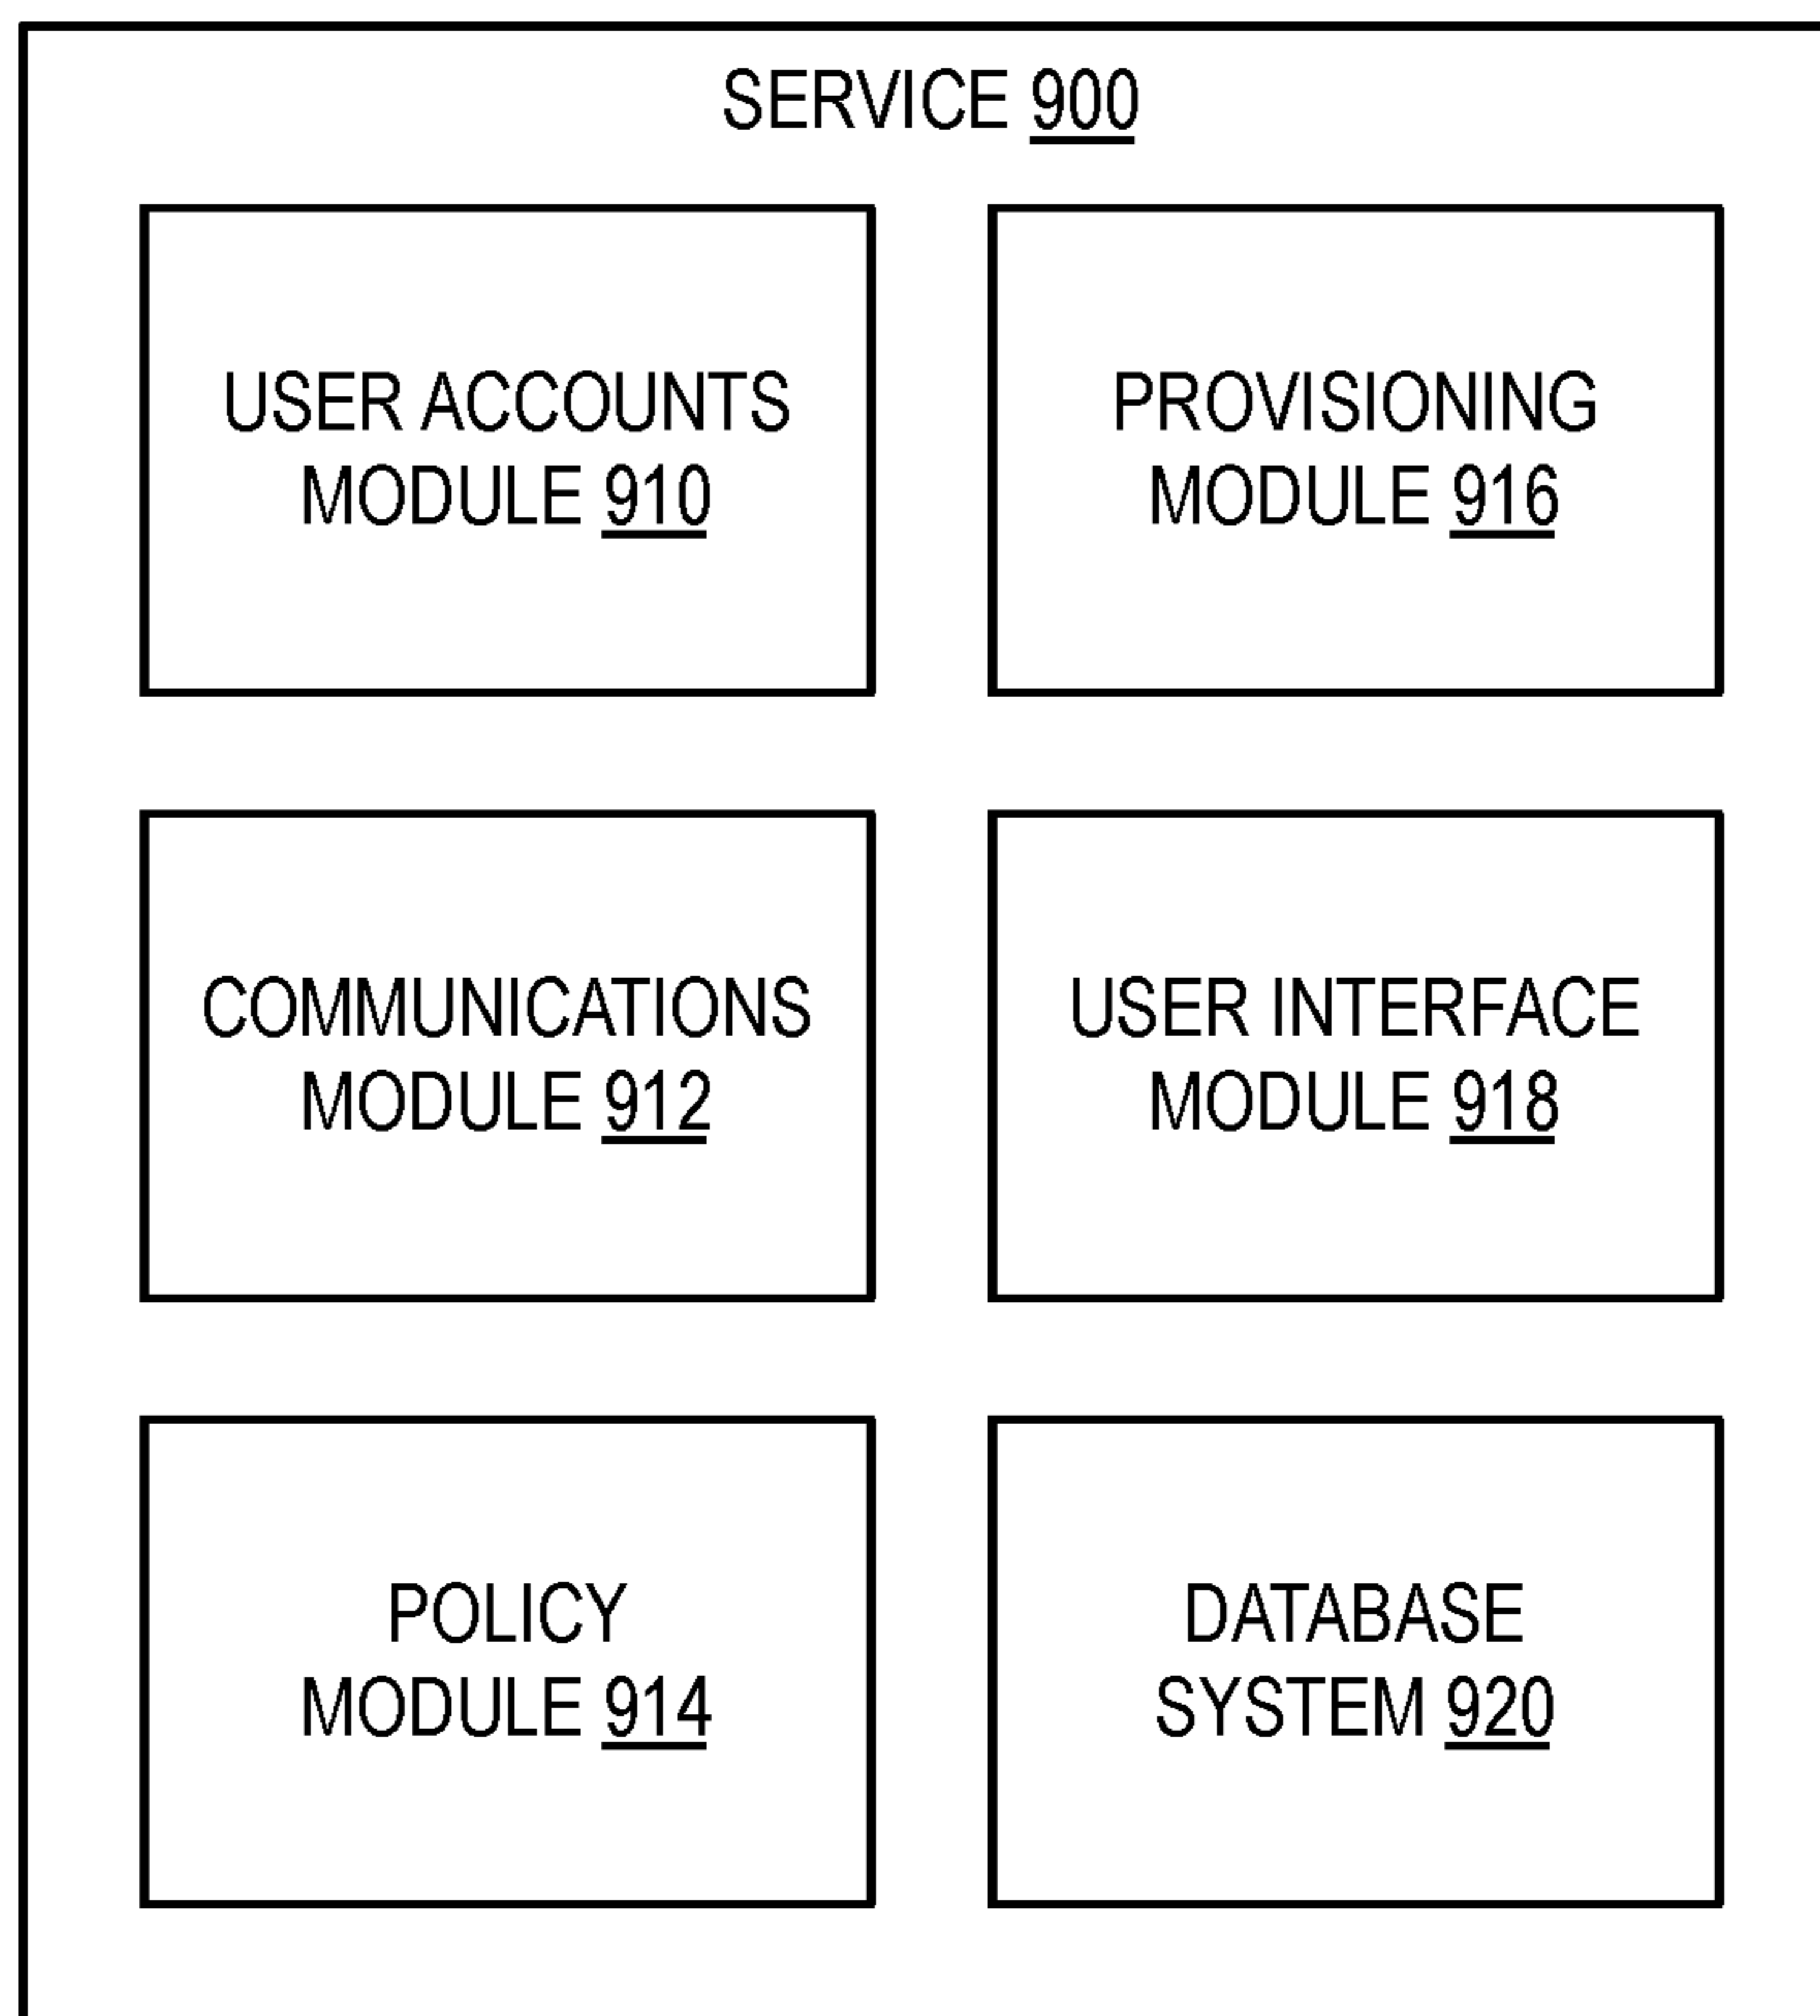 SERVICE 900
USER ACCOUNTS
MODULE 910
PROVISIONING
MODULE 916
COMMUNICATIONS
MODULE 912
USER INTERFACE
MODULE 918
POLICY
MODULE 914
DATABASE
SYSTEM 920